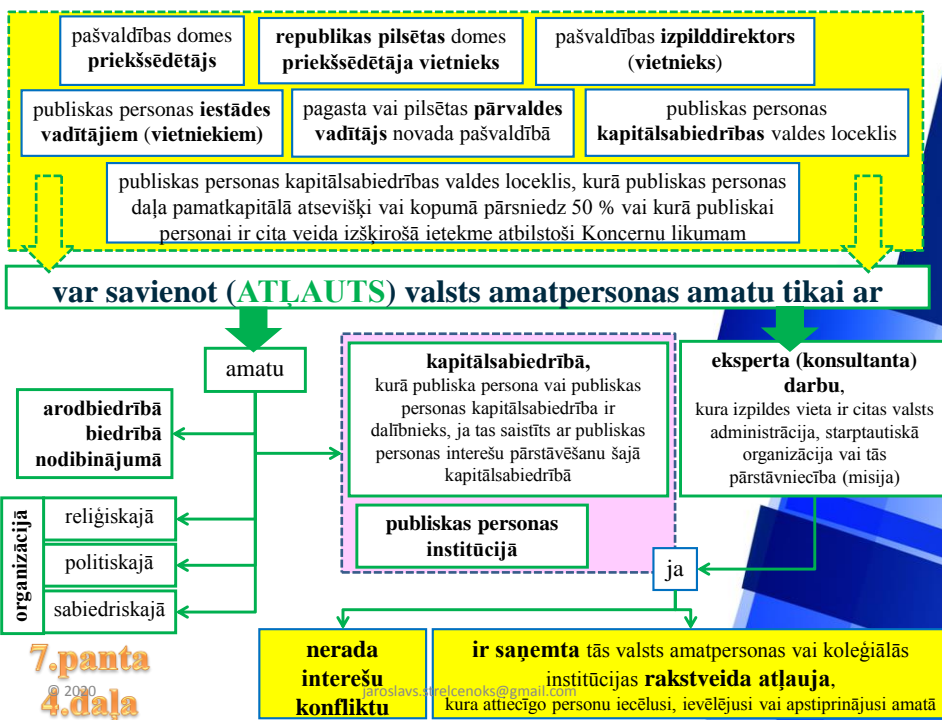 pašvaldības domes
priekšsēdētājs
republikas pilsētas domes
priekšsēdētāja vietnieks
pašvaldības izpilddirektors
(vietnieks)
publiskas personas iestādes
vadītājiem (vietniekiem)
pagasta vai pilsētas pārvaldes
vadītājs novada pašvaldībā
publiskas personas
kapitālsabiedrības valdes loceklis
publiskas personas kapitālsabiedrības valdes loceklis, kurā publiskas personas
daļa pamatkapitālā atsevišķi vai kopumā pārsniedz 50 % vai kurā publiskai
personai ir cita veida izšķirošā ietekme atbilstoši Koncernu likumam
var savienot (ATĻAUTS) valsts amatpersonas amatu tikai ar
amatu
arodbiedrībā
biedrībā
nodibinājumā
organizācijā
reliģiskajā
politiskajā
sabiedriskajā
kapitālsabiedrībā,
kurā publiska persona vai publiskas
personas kapitālsabiedrība ir
dalībnieks, ja tas saistīts ar publiskas
personas interešu pārstāvēšanu šajā
kapitālsabiedrībā
publiskas personas
institūcijā
eksperta (konsultanta)
darbu,
kura izpildes vieta ir citas valsts
administrācija, starptautiskā
organizācija vai tās
pārstāvniecība (misija)
ja
nerada
interešu
konfliktu
ir saņemta tās valsts amatpersonas vai koleģiālās
institūcijas rakstveida atļauja,
kura attiecīgo personu iecēlusi, ievēlējusi vai apstiprinājusi amatā
7.panta
4.daļa
© 2020
jaroslavs.strelcenoks@gmail.com